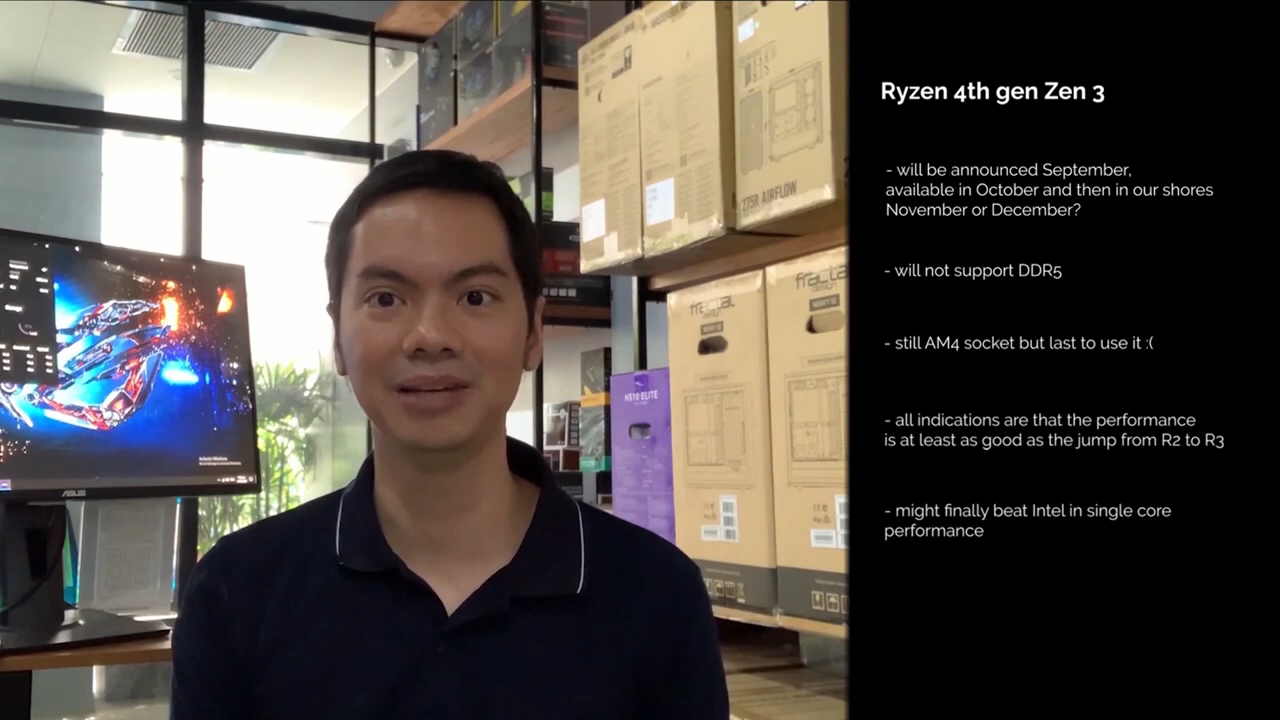 Ryzen 4th gen Zen 3
- will be announced September,
available in October and then in our shores
November or December?
- will not support DDR5
- still AM4 socket but last to use it :(
- all indications are that the performance
is at least as good as the jump from R2 to R3
- might finally beat Intel in single core
performance
275R AIRFLOW
fractal
design
fractal
H510 ELITE
Activate Windows
ASUS